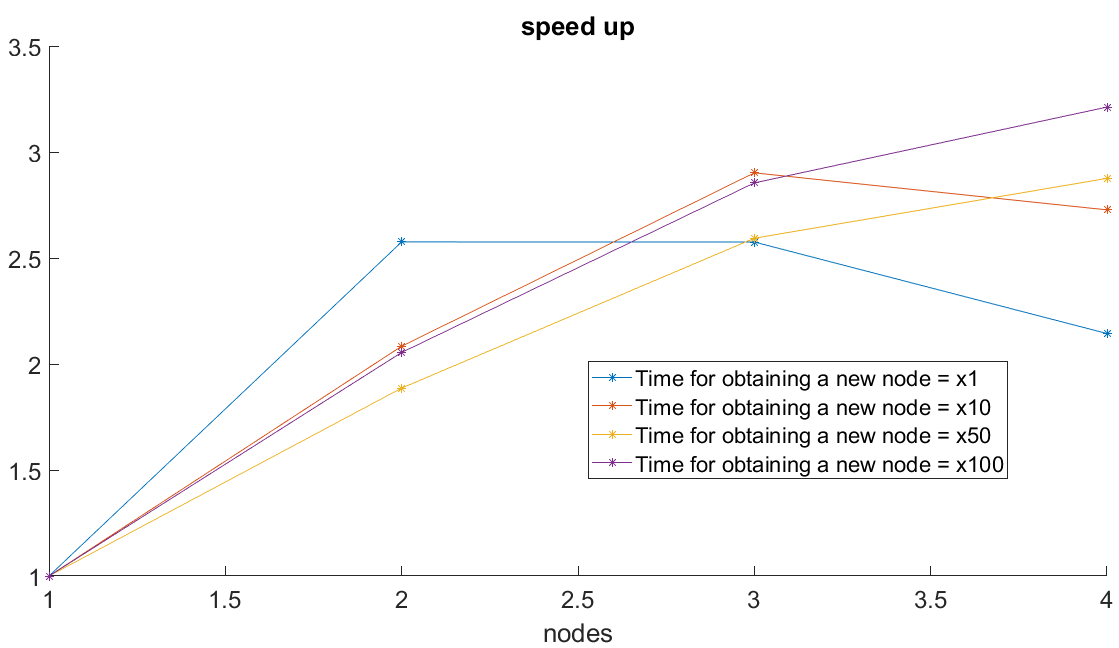 speed up
3.5
3
2.5
2
1.5
1
Time for obtaining a new node = x1
Time for obtaining a new node = x10
Time for obtaining a new node = x50
Time for obtaining a new node = x100
1 1.5 2 2.5 3 3.5 4
nodes